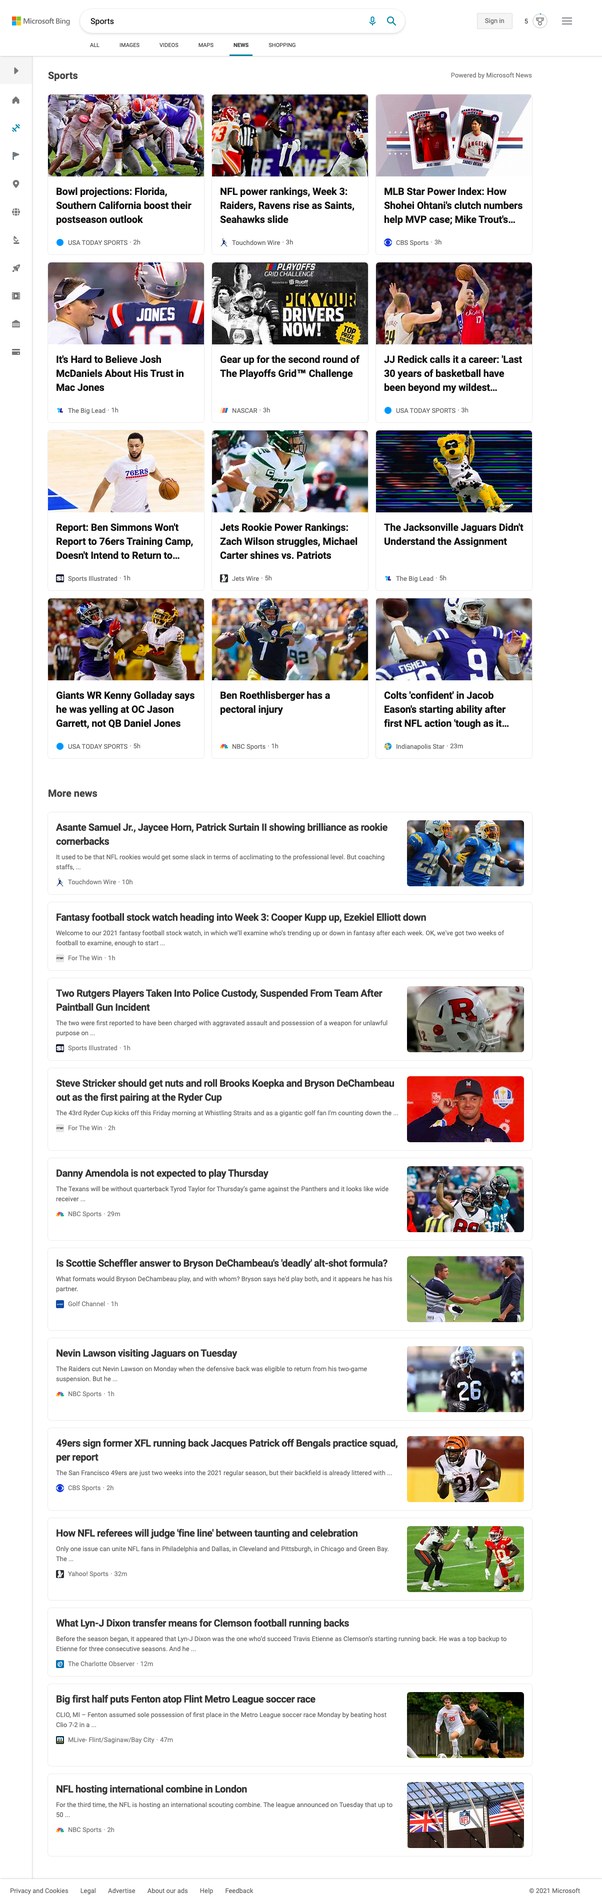 Microsoft Bing
Sports
Sign in
5
ALL IMAGES VIDEOS MAPS NEWS SHOPPING
Sports
Powered by Microsoft News
Bowl projections: Florida,
Southern California boost their
postseason outlook
USA TODAY SPORTS · 2h
NFL power rankings, Week 3:
Raiders, Ravens rise as Saints,
Seahawks slide
Touchdown Wire · 3h
MLB Star Power Index: How
Shohei Ohtani's clutch numbers
help MVP case; Mike Trout's...
CBS Sports · 3h
JONES
It's Hard to Believe Josh
McDaniels About His Trust in
Mac Jones
The Big Lead · 1h
PLAYOFFS
GRID CHALLENGE
PICK YOUR
DRIVERS
NOW!
TOP
PRIZE
Gear up for the second round of
The Playoffs Grid™ Challenge
NASCAR · 3h
24
17
JJ Redick calls it a career: 'Last
30 years of basketball have
been beyond my wildest...
USA TODAY SPORTS · 3h
76ERS
Report: Ben Simmons Won't
Report to 76ers Training Camp,
Doesn't Intend to Return to...
Sports Illustrated · 1h
Jets Rookie Power Rankings:
Zach Wilson struggles, Michael
Carter shines vs. Patriots
Jets Wire · 5h
The Jacksonville Jaguars Didn't
Understand the Assignment
The Big Lead · 5h
Giants WR Kenny Golladay says
he was yelling at OC Jason
Garrett, not QB Daniel Jones
USA TODAY SPORTS · 5h
7
92
Ben Roethlisberger has a
pectoral injury
NBC Sports · 1h
FISHER
9
Colts 'confident' in Jacob
Eason's starting ability after
first NFL action 'tough as it...
Indianapolis Star · 23m
More news
Asante Samuel Jr., Jaycee Horn, Patrick Surtain II showing brilliance as rookie
cornerbacks
It used to be that NFL rookies would get some slack in terms of acclimating to the professional level. But coaching
staffs, ...
Touchdown Wire · 10h
Fantasy football stock watch heading into Week 3: Cooper Kupp up, Ezekiel Elliott down
Welcome to our 2021 fantasy football stock watch, in which we'll examine who's trending up or down in fantasy after each week. OK, we've got two weeks of
football to examine, enough to start ...
For The Win · 1h
Two Rutgers Players Taken Into Police Custody, Suspended From Team After
Paintball Gun Incident
The two were first reported to have been charged with aggravated assault and possession of a weapon for unlawful
purpose on ...
Sports Illustrated · 1h
R
Steve Stricker should get nuts and roll Brooks Koepka and Bryson DeChambeau
out as the first pairing at the Ryder Cup
The 43rd Ryder Cup kicks off this Friday morning at Whistling Straits and as a gigantic golf fan I'm counting down the ...
For The Win · 2h
Danny Amendola is not expected to play Thursday
The Texans will be without quarterback Tyrod Taylor for Thursday's game against the Panthers and it looks like wide
receiver ...
NBC Sports · 29m
Is Scottie Scheffler answer to Bryson DeChambeau's 'deadly' alt-shot formula?
What formats would Bryson DeChambeau play, and with whom? Bryson says he'd play both, and it appears he has his
partner.
Golf Channel · 1h
Nevin Lawson visiting Jaguars on Tuesday
The Raiders cut Nevin Lawson on Monday when the defensive back was eligible to return from his two-game
suspension. But he ...
NBC Sports · 1h
26
49ers sign former XFL running back Jacques Patrick off Bengals practice squad,
per report
The San Francisco 49ers are just two weeks into the 2021 regular season, but their backfield is already littered with ...
CBS Sports · 2h
31
How NFL referees will judge 'fine line' between taunting and celebration
Only one issue can unite NFL fans in Philadelphia and Dallas, in Cleveland and Pittsburgh, in Chicago and Green Bay.
The ...
Yahoo! Sports · 32m
What Lyn-J Dixon transfer means for Clemson football running backs
Before the season began, it appeared that Lyn-J Dixon was the one who'd succeed Travis Etienne as Clemson's starting running back. He was a top backup to
Etienne for three consecutive seasons. And he ...
The Charlotte Observer · 12m
Big first half puts Fenton atop Flint Metro League soccer race
CLIO, MI – Fenton assumed sole possession of first place in the Metro League soccer race Monday by beating host
Clio 7-2 in a ...
MLive- Flint/Saginaw/Bay City · 47m
NFL hosting international combine in London
For the third time, the NFL is hosting an international scouting combine. The league announced on Tuesday that up to
50 ...
NBC Sports · 2h
NFL
Privacy and Cookies Legal Advertise About our ads Help Feedback
© 2021 Microsoft